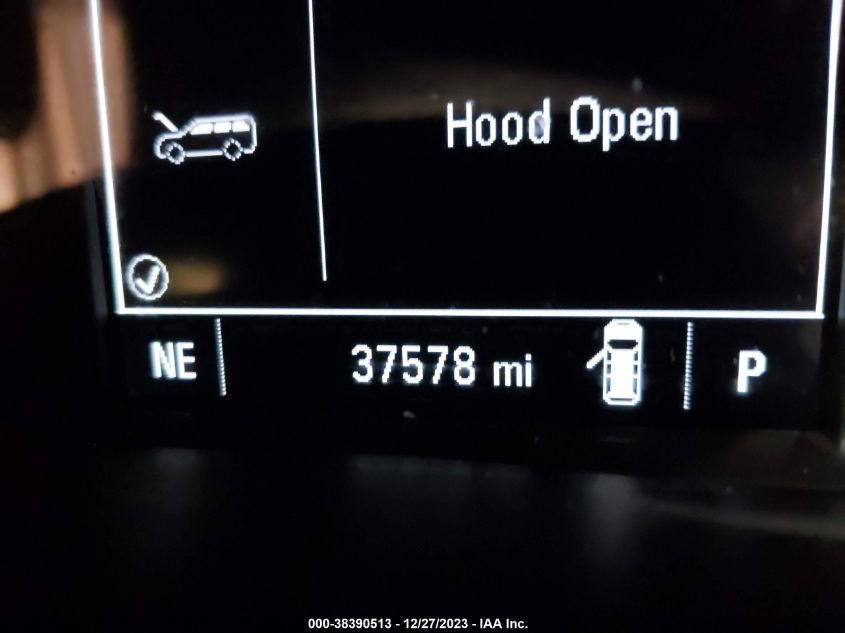 Hood Open
NE 37578 mi P
000-38390513 - 12/27/2023 - IAA Inc.